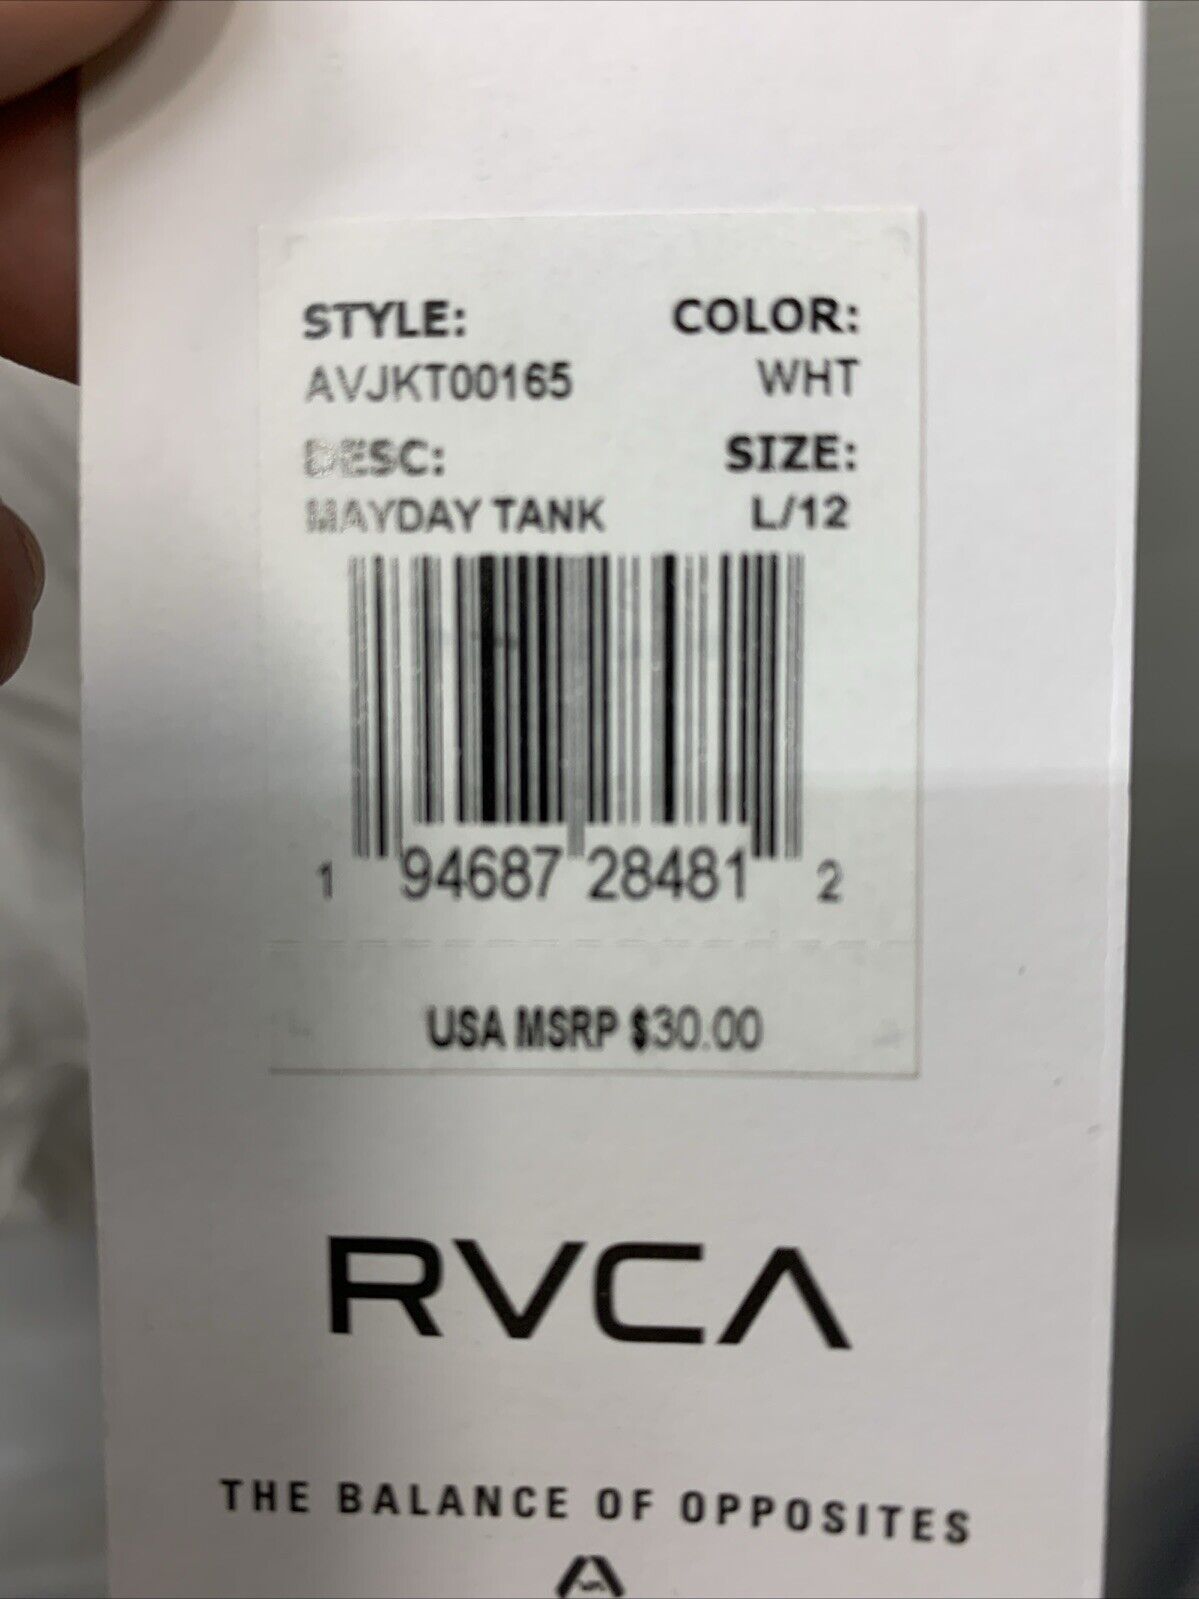 STYLE: COLOR:
AVJKT00165 WHT
DESC: SIZE:
MAYDAY TANK L/12
1 94687 28481 2
USA MSRP $30.00
RVCA
THE BALANCE OF OPPOSITES